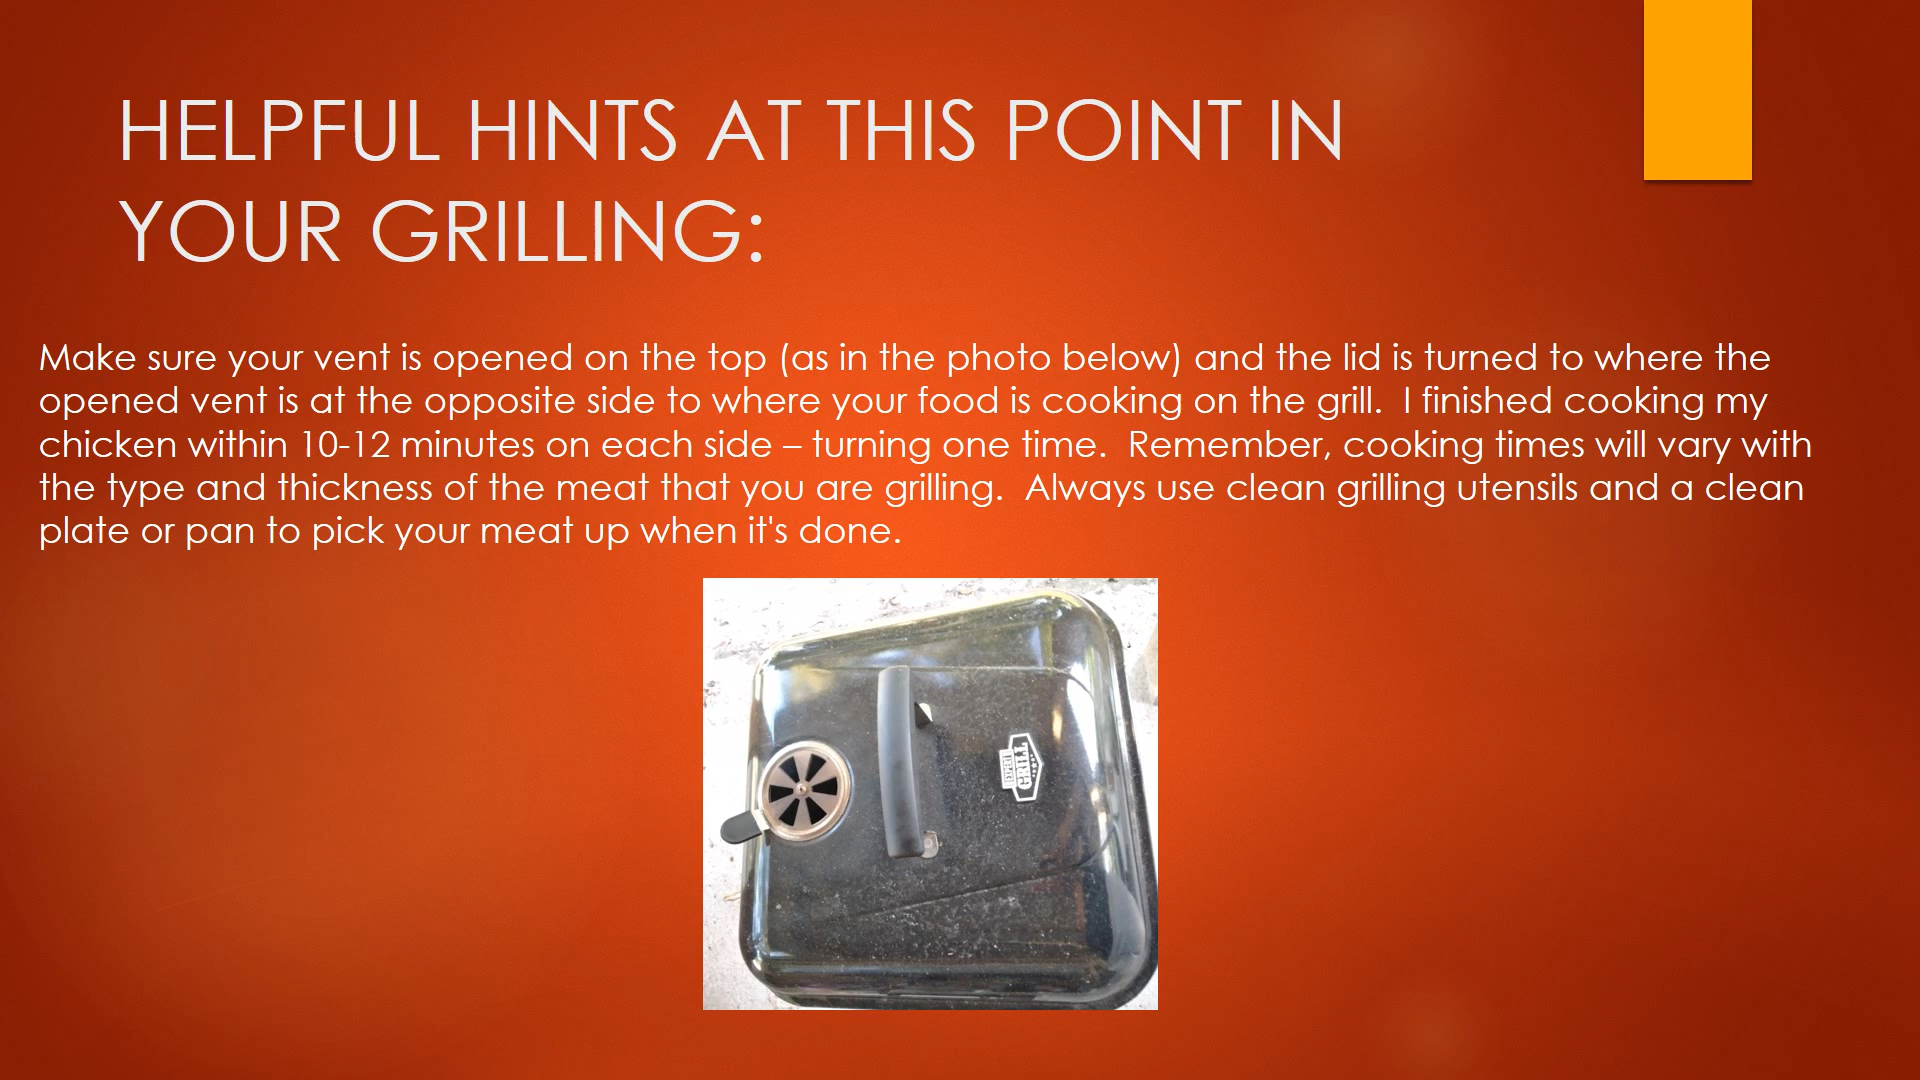 HELPFUL HINTS AT THIS POINT IN
YOUR GRILLING:
Make sure your vent is opened on the top (as in the photo below) and the lid is turned to where the
opened vent is at the opposite side to where your food is cooking on the grill.  I finished cooking my
chicken within 10-12 minutes on each side – turning one time.  Remember, cooking times will vary with
the type and thickness of the meat that you are grilling.  Always use clean grilling utensils and a clean
plate or pan to pick your meat up when it's done.
EXPERT
GRILL